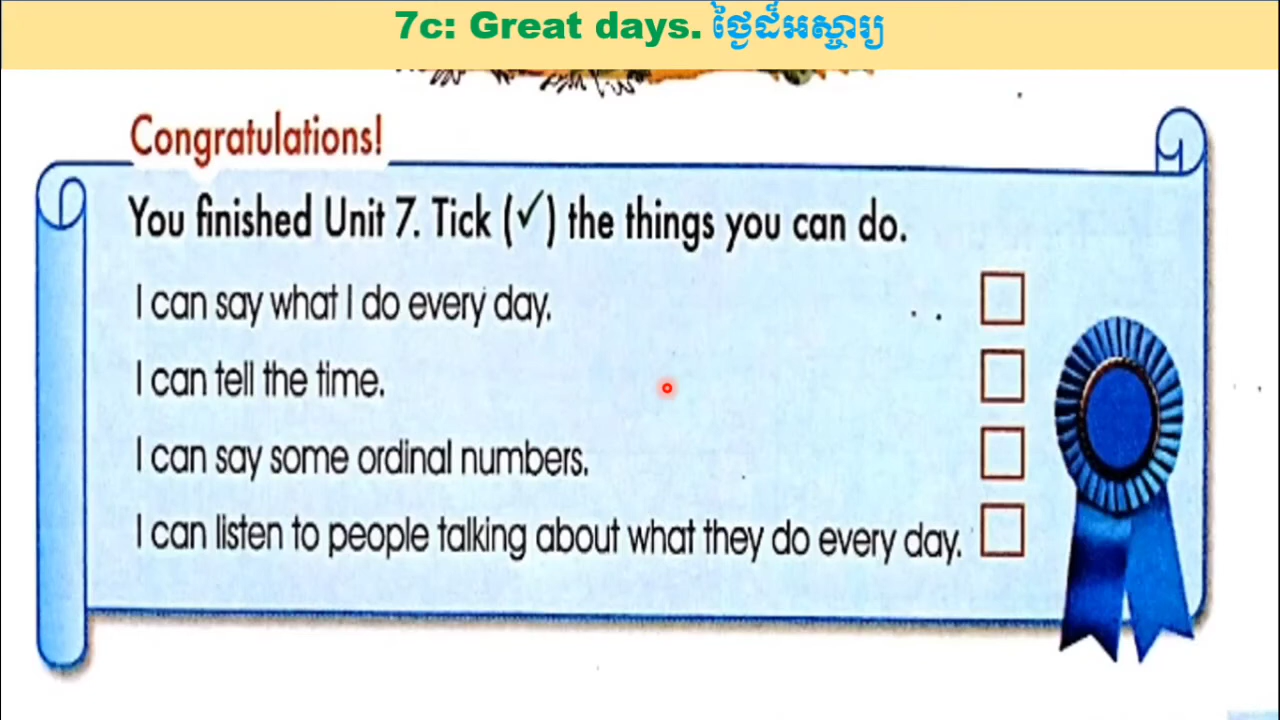 7c: Great days. ថ្ងៃដ៏អស្ចារ្យ
Congratulations!
You finished Unit 7. Tick (✓) the things you can do.
I can say what I do every day.
I can tell the time.
I can say some ordinal numbers.
I can listen to people talking about what they do every day.